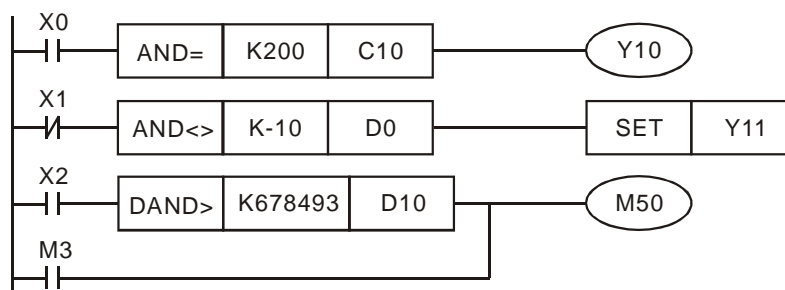 X0
AND= K200 C10 Y10
X1
AND<> K-10 D0 SET Y11
X2
DAND> K678493 D10 M50
M3